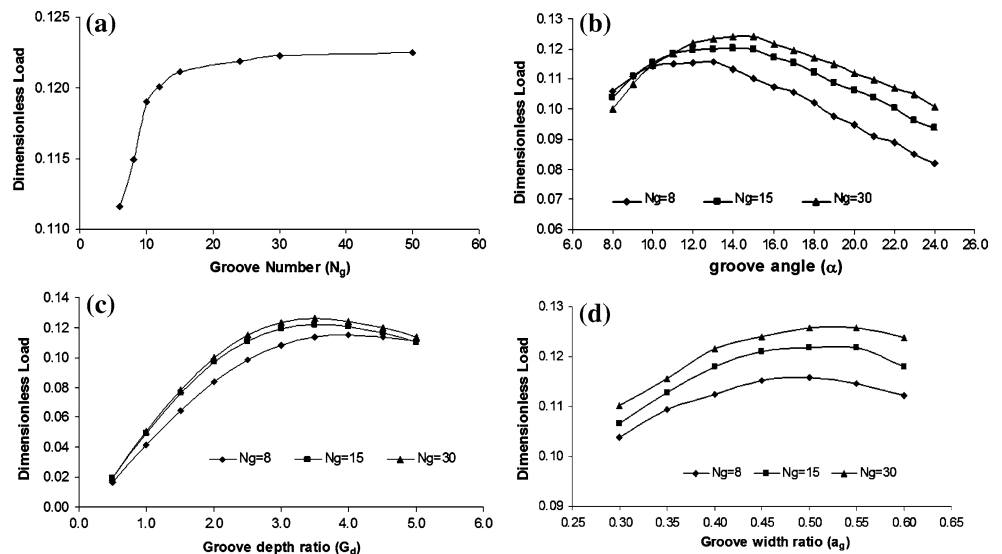 (a)
Dimensionless Load
0.125
0.120
0.115
0.110
0 10 20 30 40 50 60
Groove Number (Ng)
(b)
Dimensionless Load
0.13
0.12
0.11
0.10
0.09
0.08
0.07
0.06
Ng=8 Ng=15 Ng=30
6.0 8.0 10.0 12.0 14.0 16.0 18.0 20.0 22.0 24.0 26.0
groove angle (α)
(c)
Dimensionless Load
0.14
0.12
0.10
0.08
0.06
0.04
0.02
0.00
Ng=8 Ng=15 Ng=30
0.0 1.0 2.0 3.0 4.0 5.0 6.0
Groove depth ratio (Gd)
(d)
Dimensionless Load
0.13
0.12
0.11
0.10
0.09
Ng=8 Ng=15 Ng=30
0.25 0.30 0.35 0.40 0.45 0.50 0.55 0.60 0.65
Groove width ratio (ag)